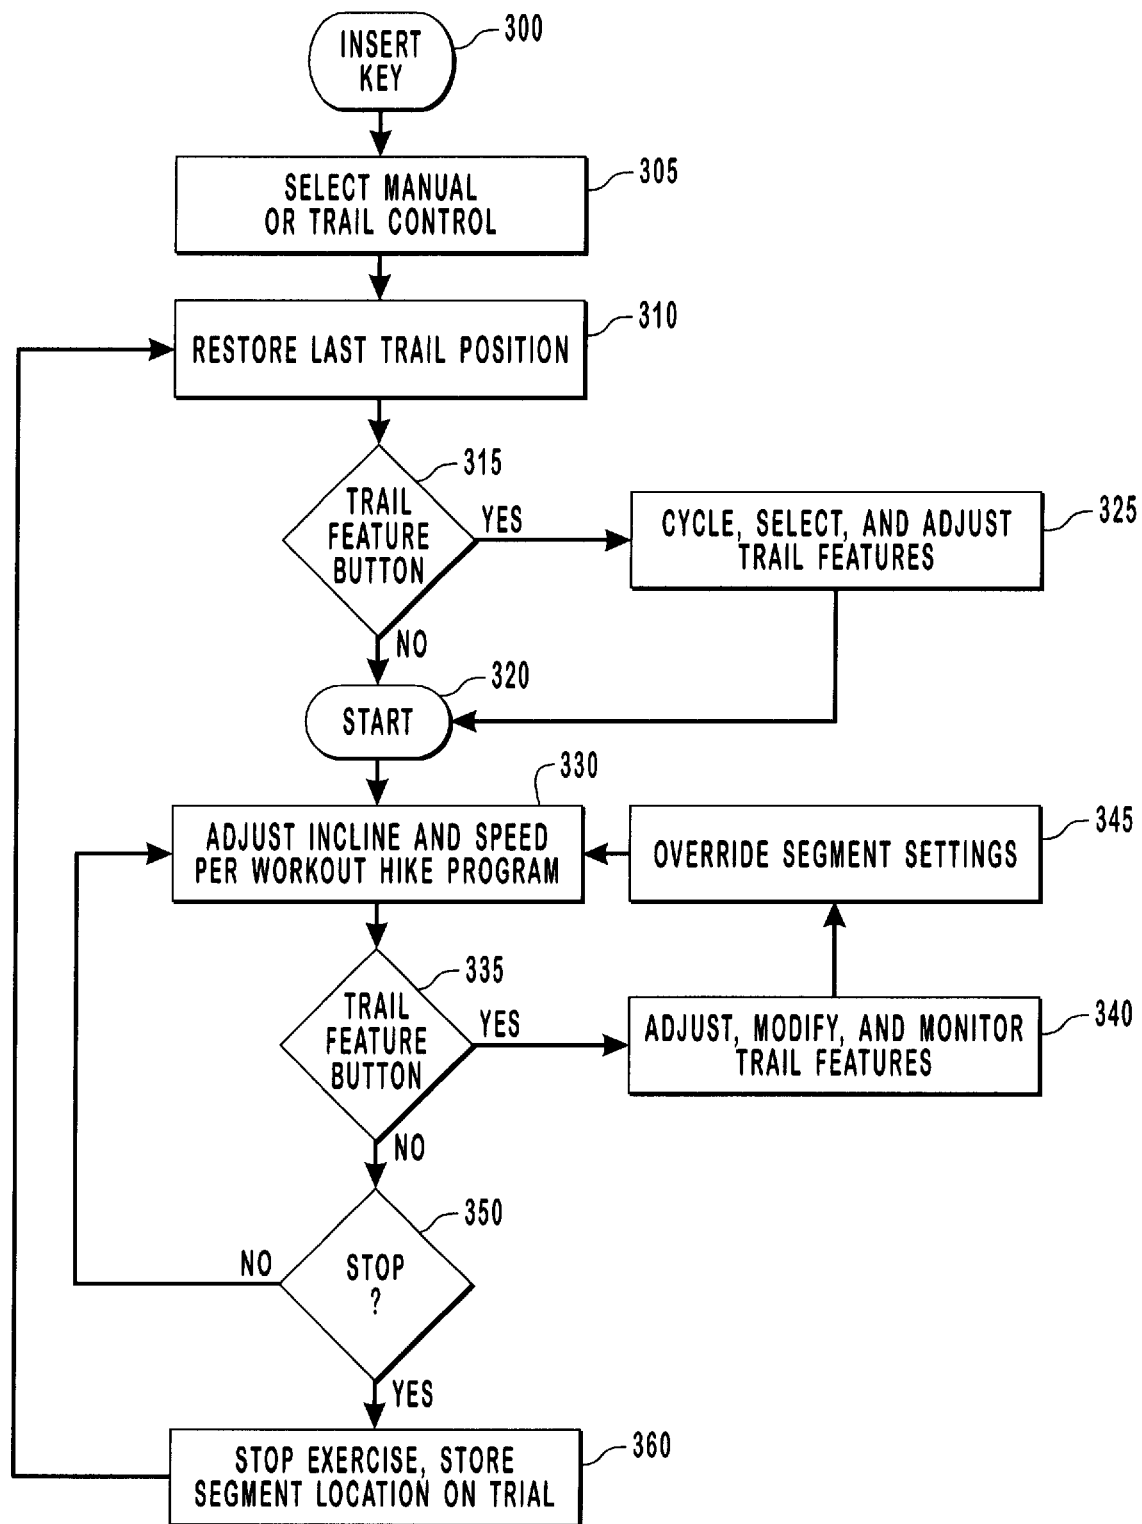 INSERT
KEY
300
SELECT MANUAL
OR TRAIL CONTROL
305
RESTORE LAST TRAIL POSITION
310
TRAIL
FEATURE
BUTTON
315
YES
NO
CYCLE, SELECT, AND ADJUST
TRAIL FEATURES
325
START
320
ADJUST INCLINE AND SPEED
PER WORKOUT HIKE PROGRAM
330
OVERRIDE SEGMENT SETTINGS
345
TRAIL
FEATURE
BUTTON
335
YES
NO
ADJUST, MODIFY, AND MONITOR
TRAIL FEATURES
340
STOP
?
350
NO
YES
STOP EXERCISE, STORE
SEGMENT LOCATION ON TRIAL
360